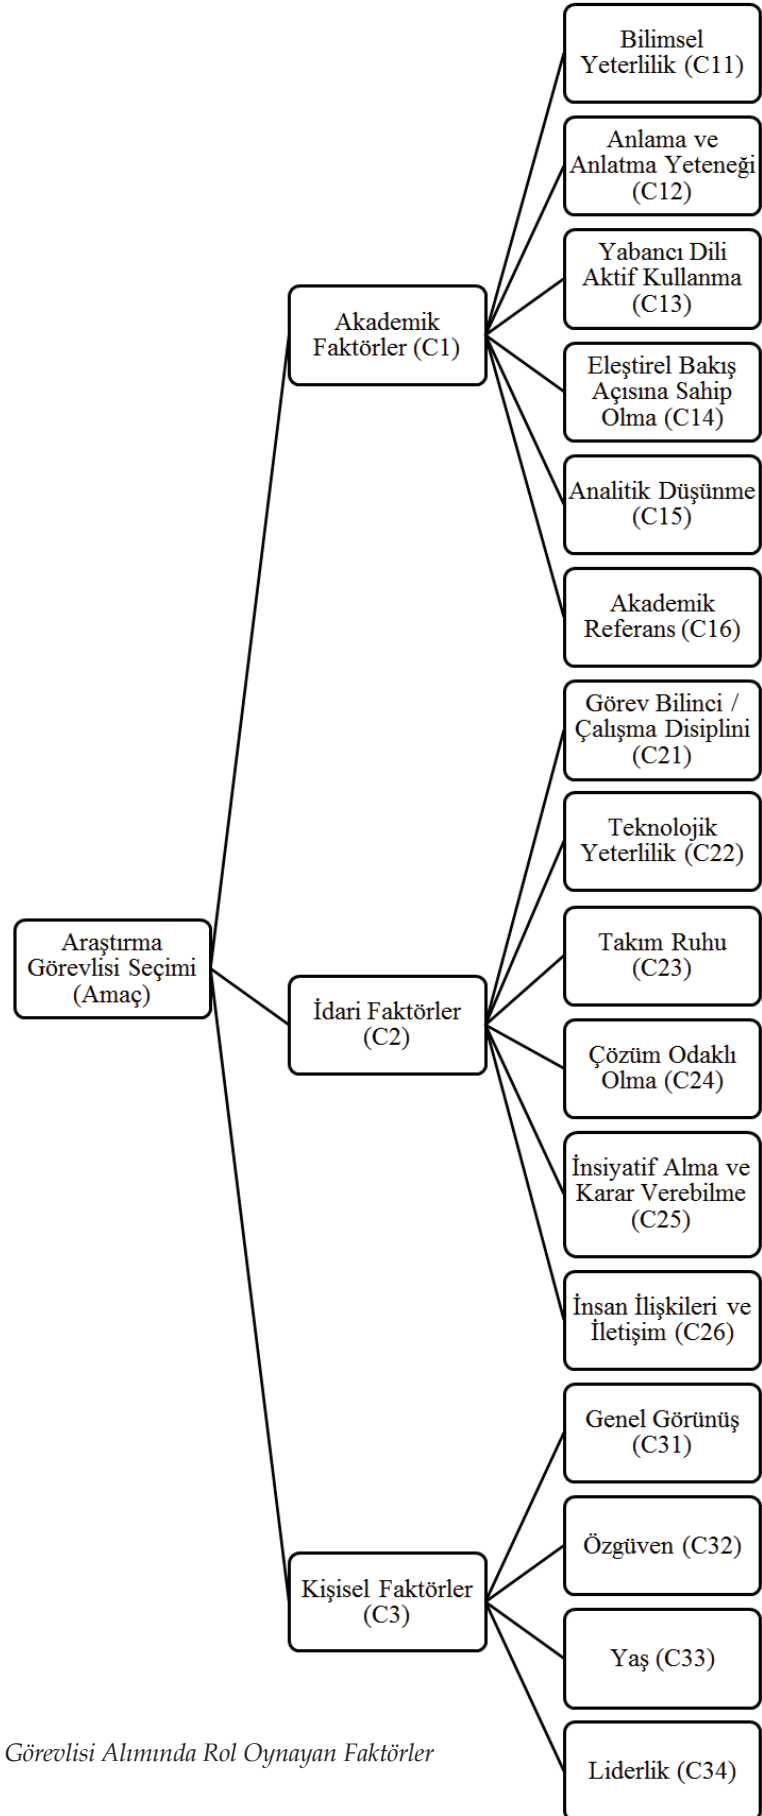 Bilimsel
Yeterlilik (C11)
Anlama ve
Anlatma Yeteneği
(C12)
Yabancı Dili
Aktif Kullanma
(C13)
Akademik
Faktörler (C1)
Eleştirel Bakış
Açısına Sahip
Olma (C14)
Analitik Düşünme
(C15)
Akademik
Referans (C16)
Görev Bilinci /
Çalışma Disiplini
(C21)
Teknolojik
Yeterlilik (C22)
Araştırma
Görevlisi Seçimi
(Amaç)
Takım Ruhu
(C23)
İdari Faktörler
(C2)
Çözüm Odaklı
Olma (C24)
İnsiyatif Alma ve
Karar Verebilme
(C25)
İnsan İlişkileri ve
İletişim (C26)
Genel Görünüş
(C31)
Özgüven (C32)
Kişisel Faktörler
(C3)
Yaş (C33)
Liderlik (C34)
Görevlisi Alımında Rol Oynayan Faktörler